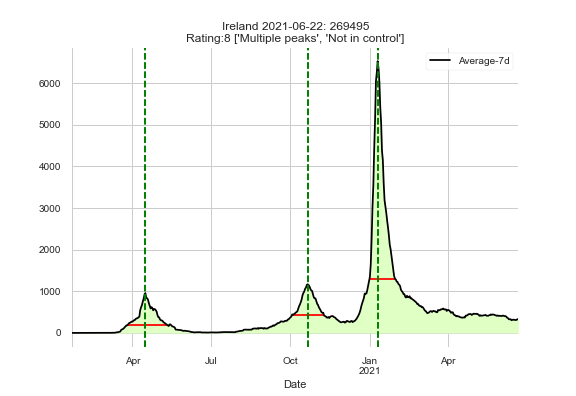 Ireland 2021-06-22: 269495
Rating:8 ['Multiple peaks', 'Not in control']
Average-7d
6000
5000
4000
3000
2000
1000
0
Apr Jul Oct Jan Apr
2021
Date